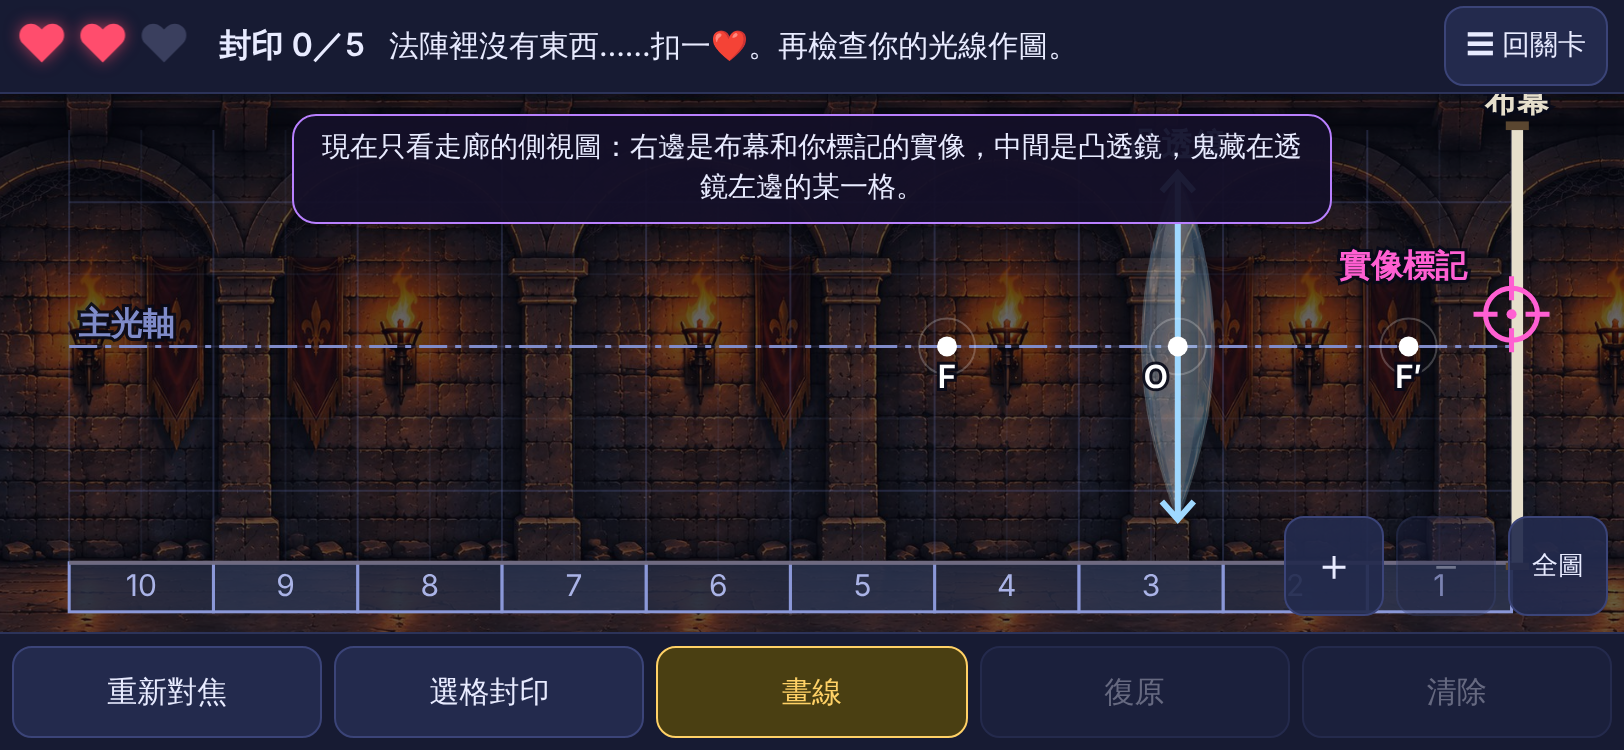 封印 0／5 法陣裡沒有東西……扣一❤️。再檢查你的光線作圖。
☰ 回關卡
布幕
現在只看走廊的側視圖：右邊是布幕和你標記的實像，中間是凸透鏡，鬼藏在透
鏡左邊的某一格。
實像標記
主光軸
F
O
F′
10 9 8 7 6 5 4 3 2 1
+
−
全圖
重新對焦
選格封印
畫線
復原
清除